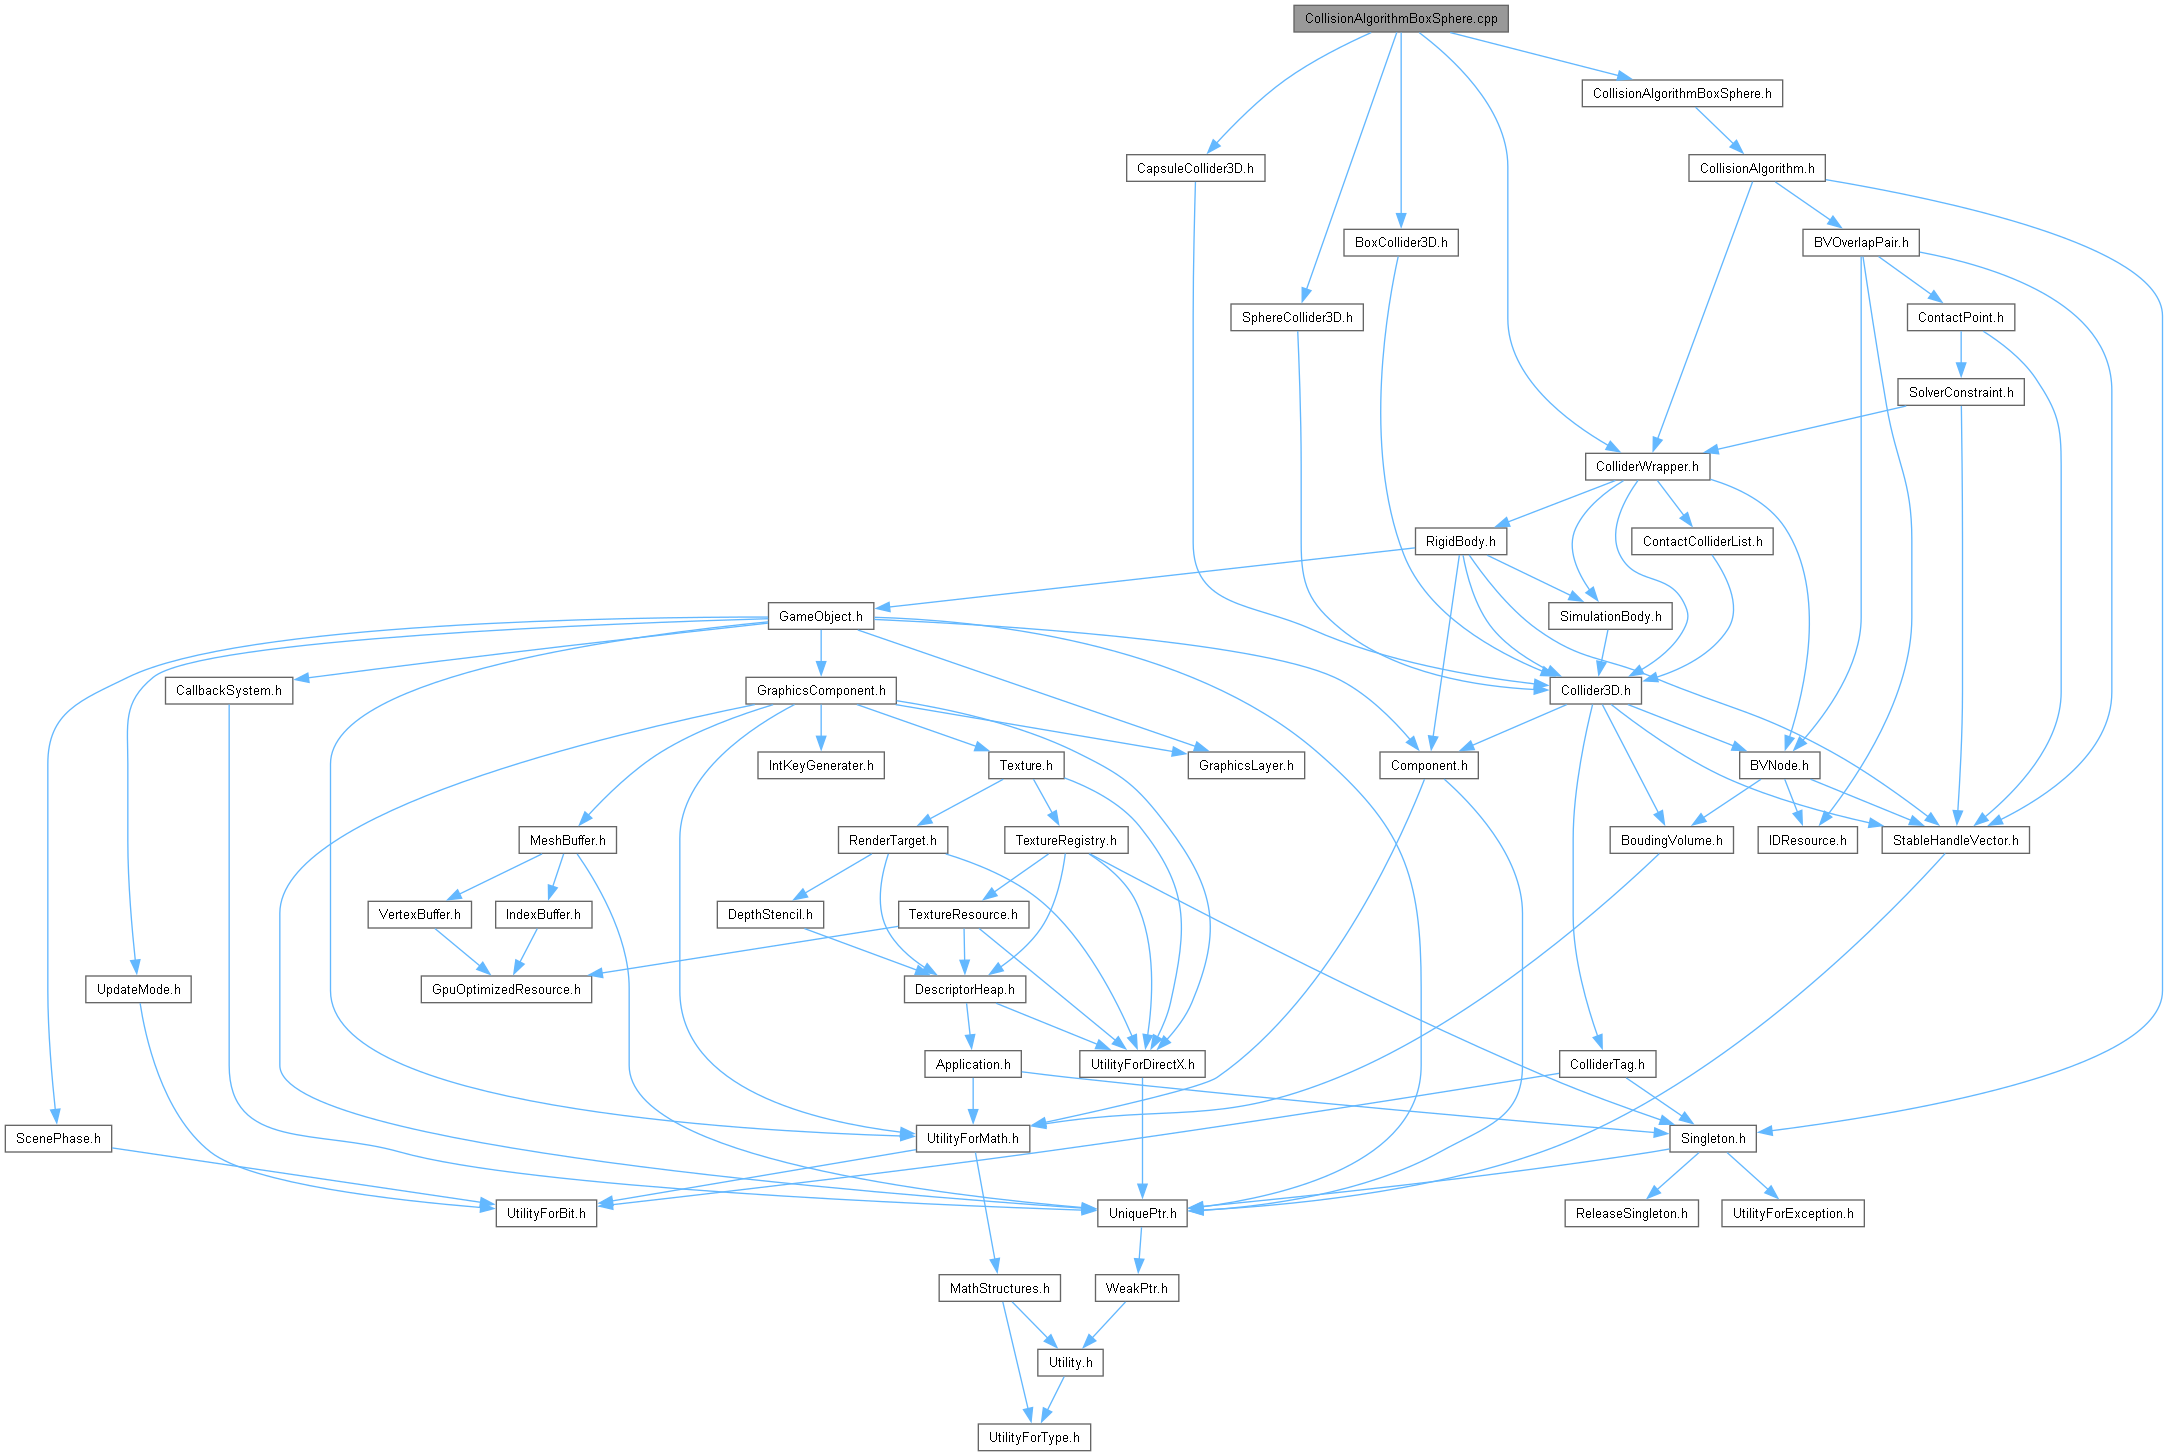 CollisionAlgorithmBoxSphere.cpp
CollisionAlgorithmBoxSphere.h
CapsuleCollider3D.h
CollisionAlgorithm.h
BoxCollider3D.h
BVOverlapPair.h
SphereCollider3D.h
ContactPoint.h
SolverConstraint.h
ColliderWrapper.h
RigidBody.h
ContactColliderList.h
GameObject.h
SimulationBody.h
CallbackSystem.h
GraphicsComponent.h
Collider3D.h
IntKeyGenerater.h
Texture.h
GraphicsLayer.h
Component.h
BVNode.h
MeshBuffer.h
RenderTarget.h
TextureRegistry.h
BoudingVolume.h
IDResource.h
StableHandleVector.h
VertexBuffer.h
IndexBuffer.h
DepthStencil.h
TextureResource.h
UpdateMode.h
GpuOptimizedResource.h
DescriptorHeap.h
Application.h
UtilityForDirectX.h
ColliderTag.h
ScenePhase.h
UtilityForMath.h
Singleton.h
UtilityForBit.h
UniquePtr.h
ReleaseSingleton.h
UtilityForException.h
MathStructures.h
WeakPtr.h
Utility.h
UtilityForType.h